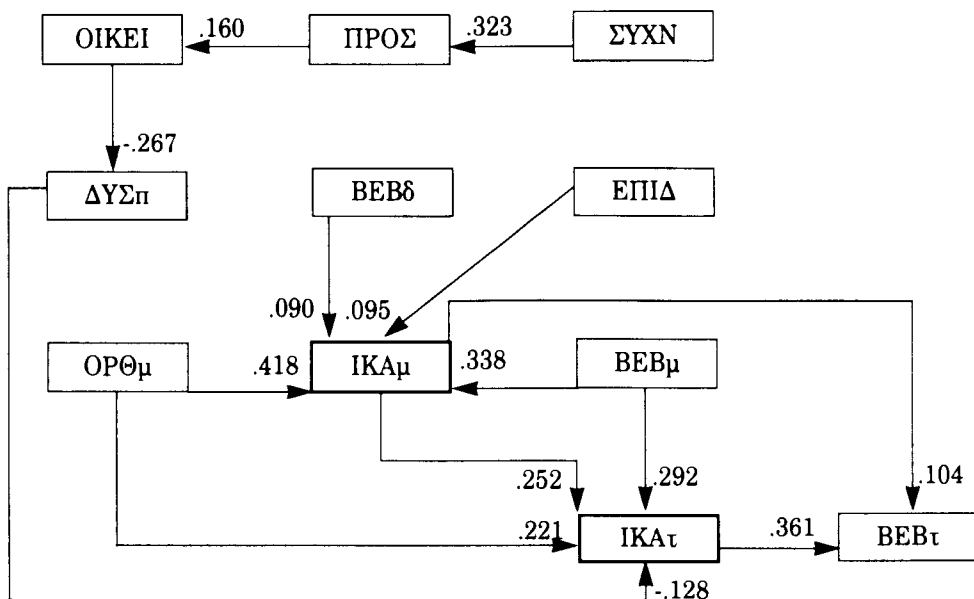 ΟΙΚΕΙ .160 ΠΡΟΣ .323 ΣΥΧΝ
-.267
ΔΥΣπ ΒΕΒδ ΕΠΙΔ
.090 .095
ΟΡΘμ .418 ΙΚΑμ .338 ΒΕΒμ
.252 .292 .104
.221 ΙΚΑτ .361 ΒΕΒτ
-.128